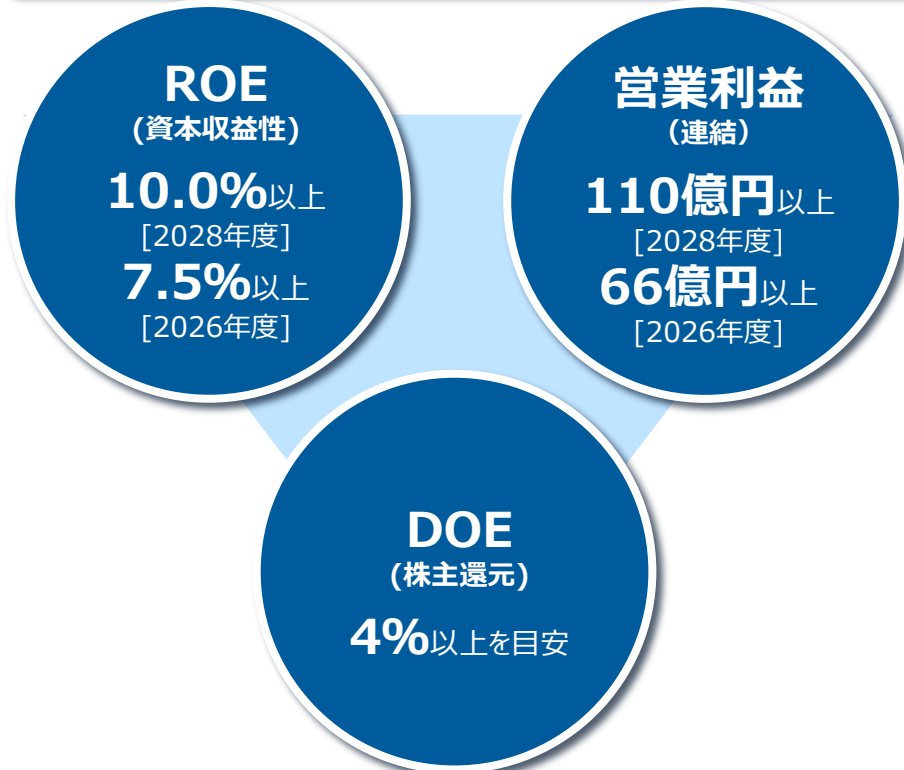 ROE
(資本収益性)
10.0%以上
[2028年度]
7.5%以上
[2026年度]
営業利益
（連結）
110億円以上
[2028年度]
66億円以上
[2026年度]
DOE
(株主還元)
4%以上を目安